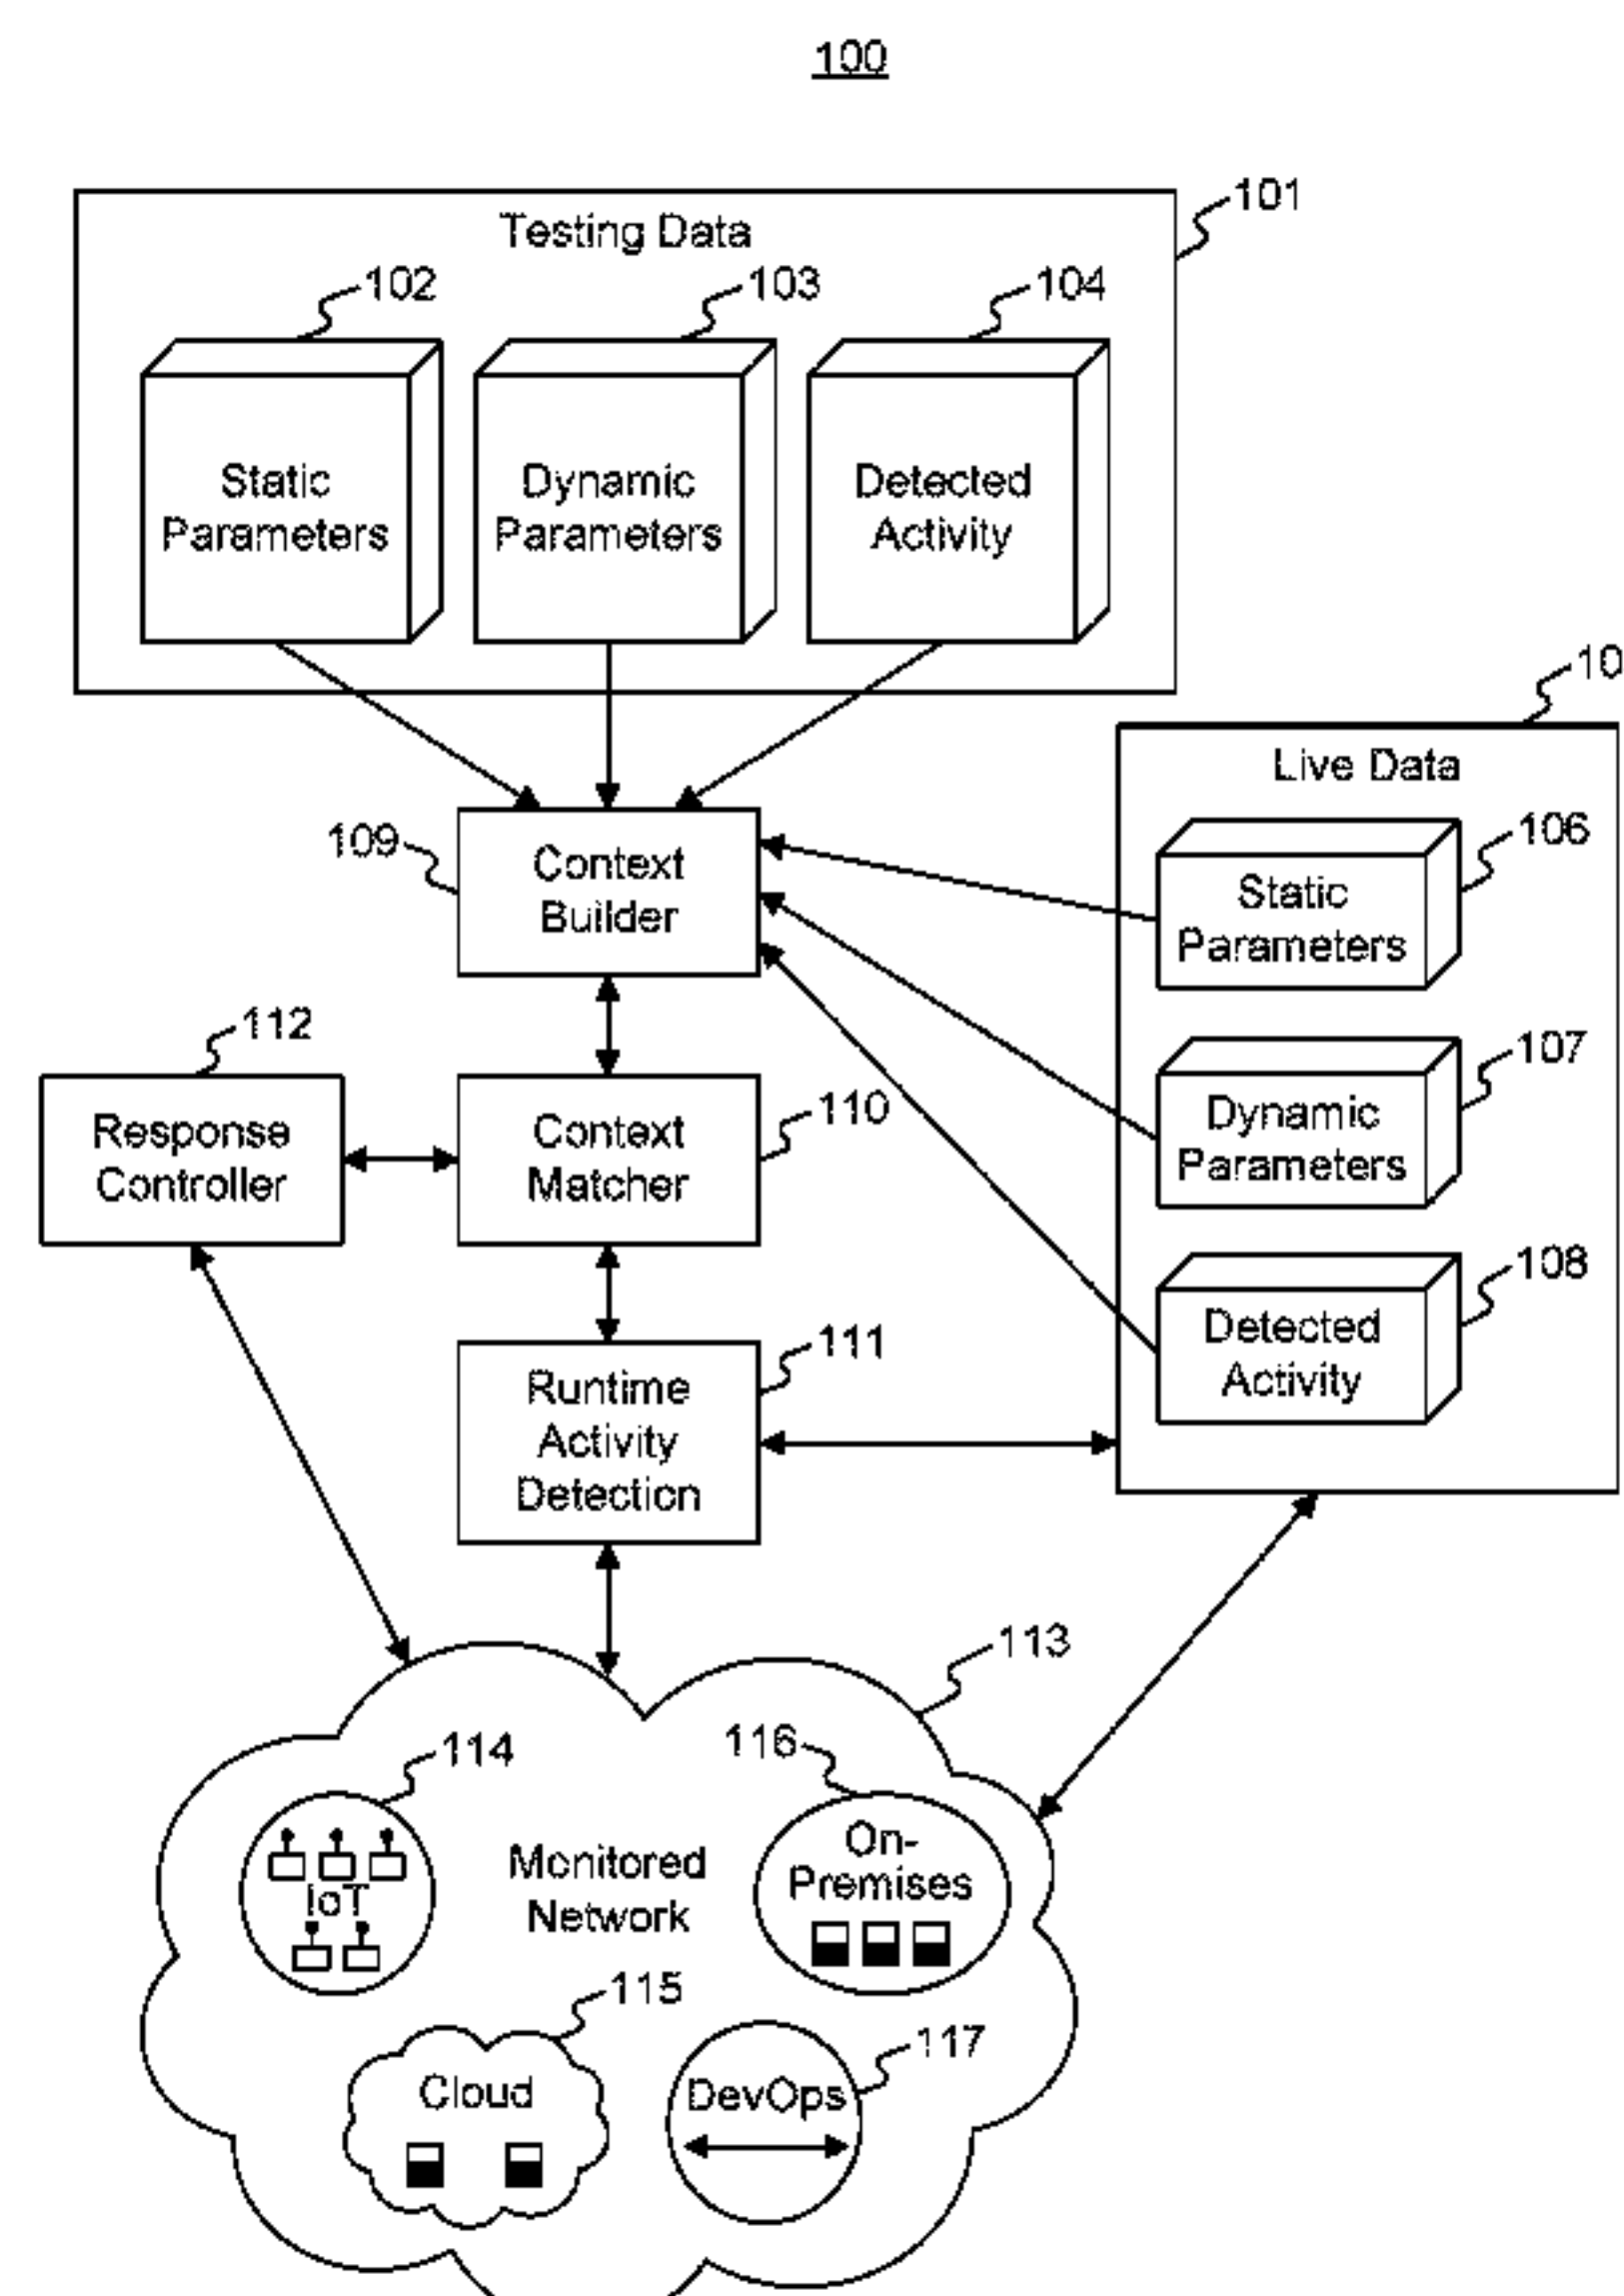 100
101
Testing Data
102
103
104
Static
Parameters
Dynamic
Parameters
Detected
Activity
10
Live Data
106
Static
Parameters
107
Dynamic
Parameters
108
Detected
Activity
109
Context
Builder
112
Response
Controller
110
Context
Matcher
111
Runtime
Activity
Detection
113
114
IoT
Monitored
Network
116
On-
Premises
115
Cloud
117
DevOps